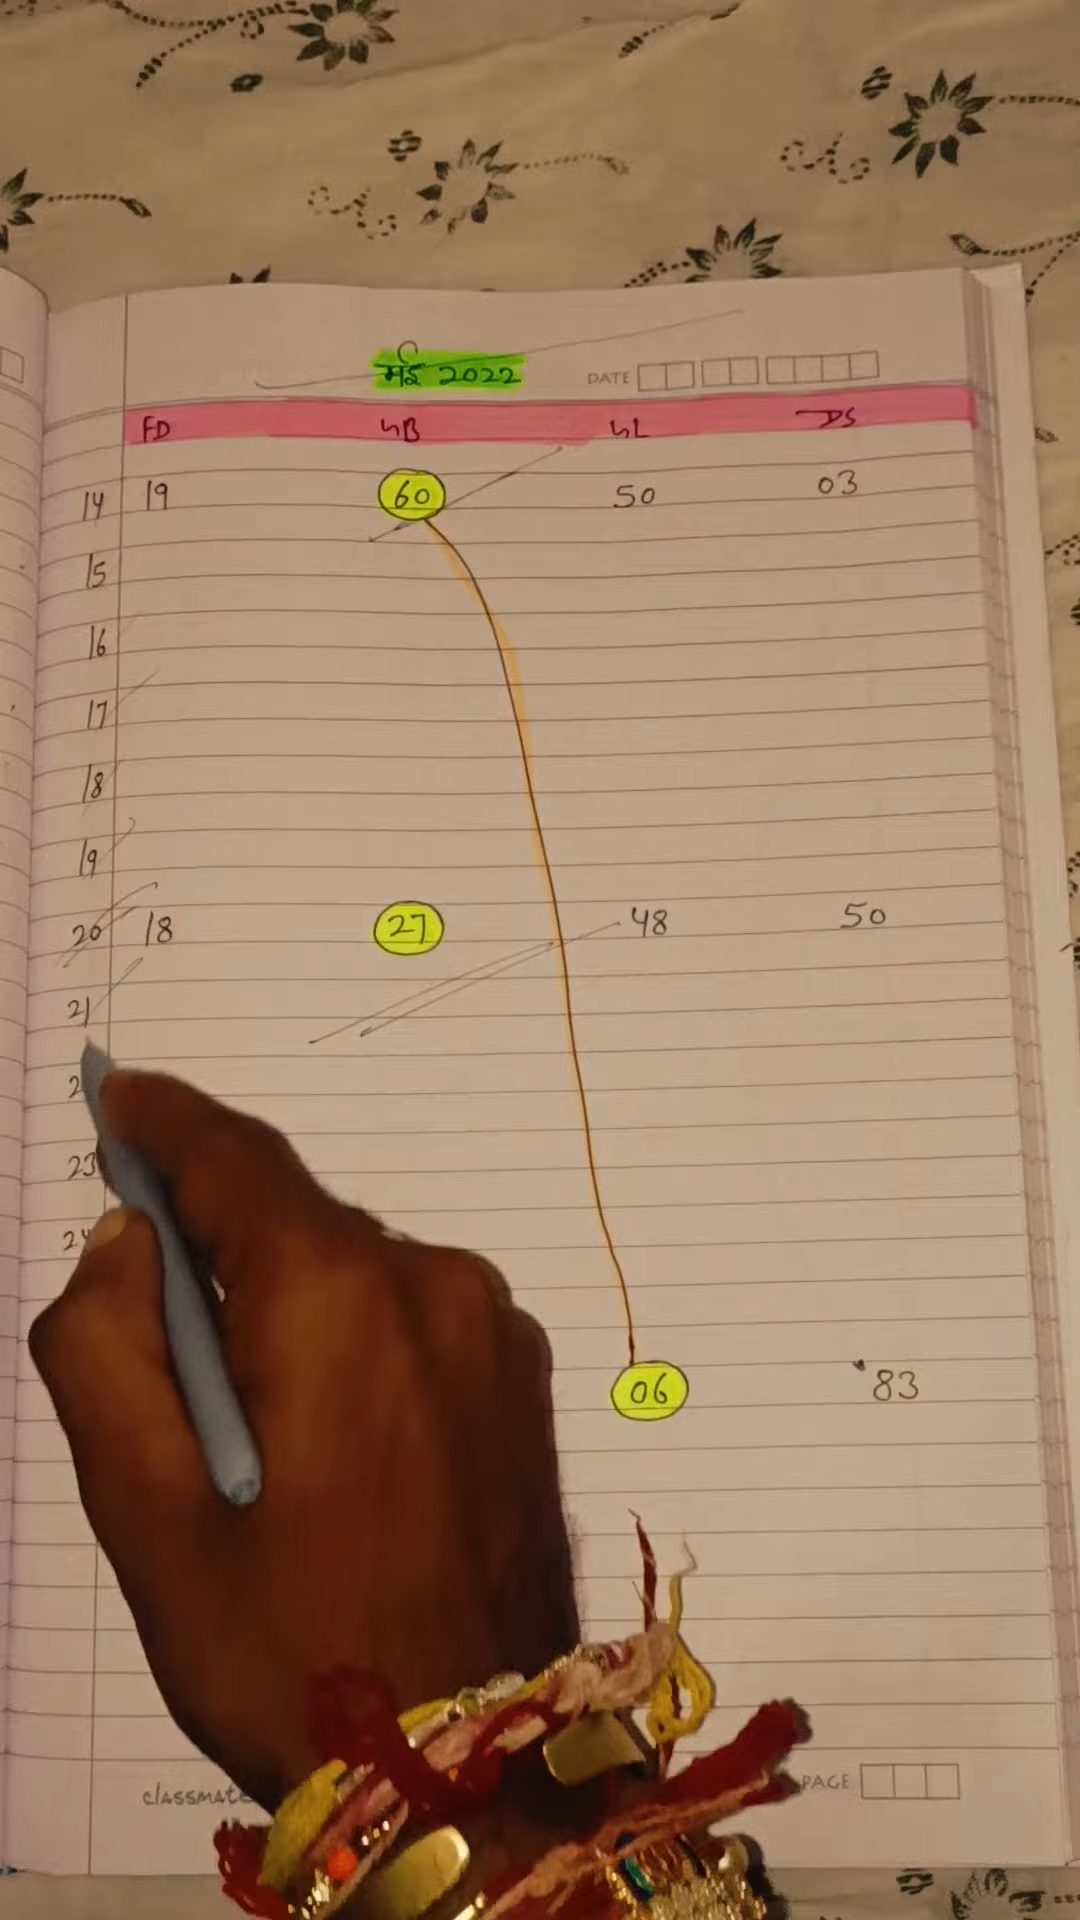 मई 2022
DATE
FD GB GL DS
14 19 60 50 03
15
16
17
18
19
20 18 27 48 50
21
23
06 83
classmate PAGE